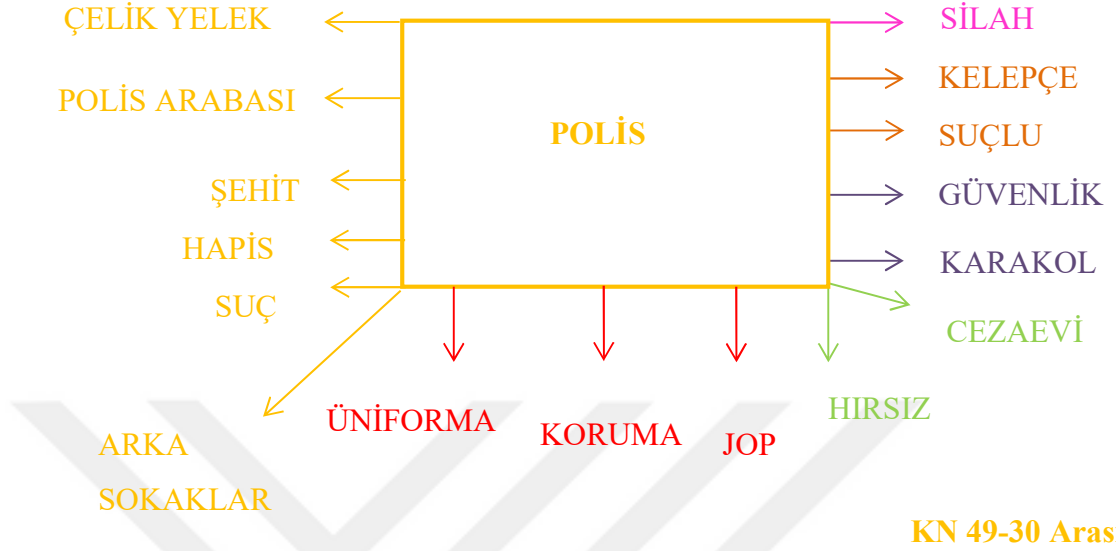 ÇELİK YELEK
SİLAH
KELEPÇE
POLİS ARABASI
POLİS
SUÇLU
ŞEHİT
GÜVENLİK
HAPİS
KARAKOL
SUÇ
CEZAEVİ
ÜNİFORMA
KORUMA
JOP
HIRSIZ
ARKA
SOKAKLAR
KN 49-30 Aras